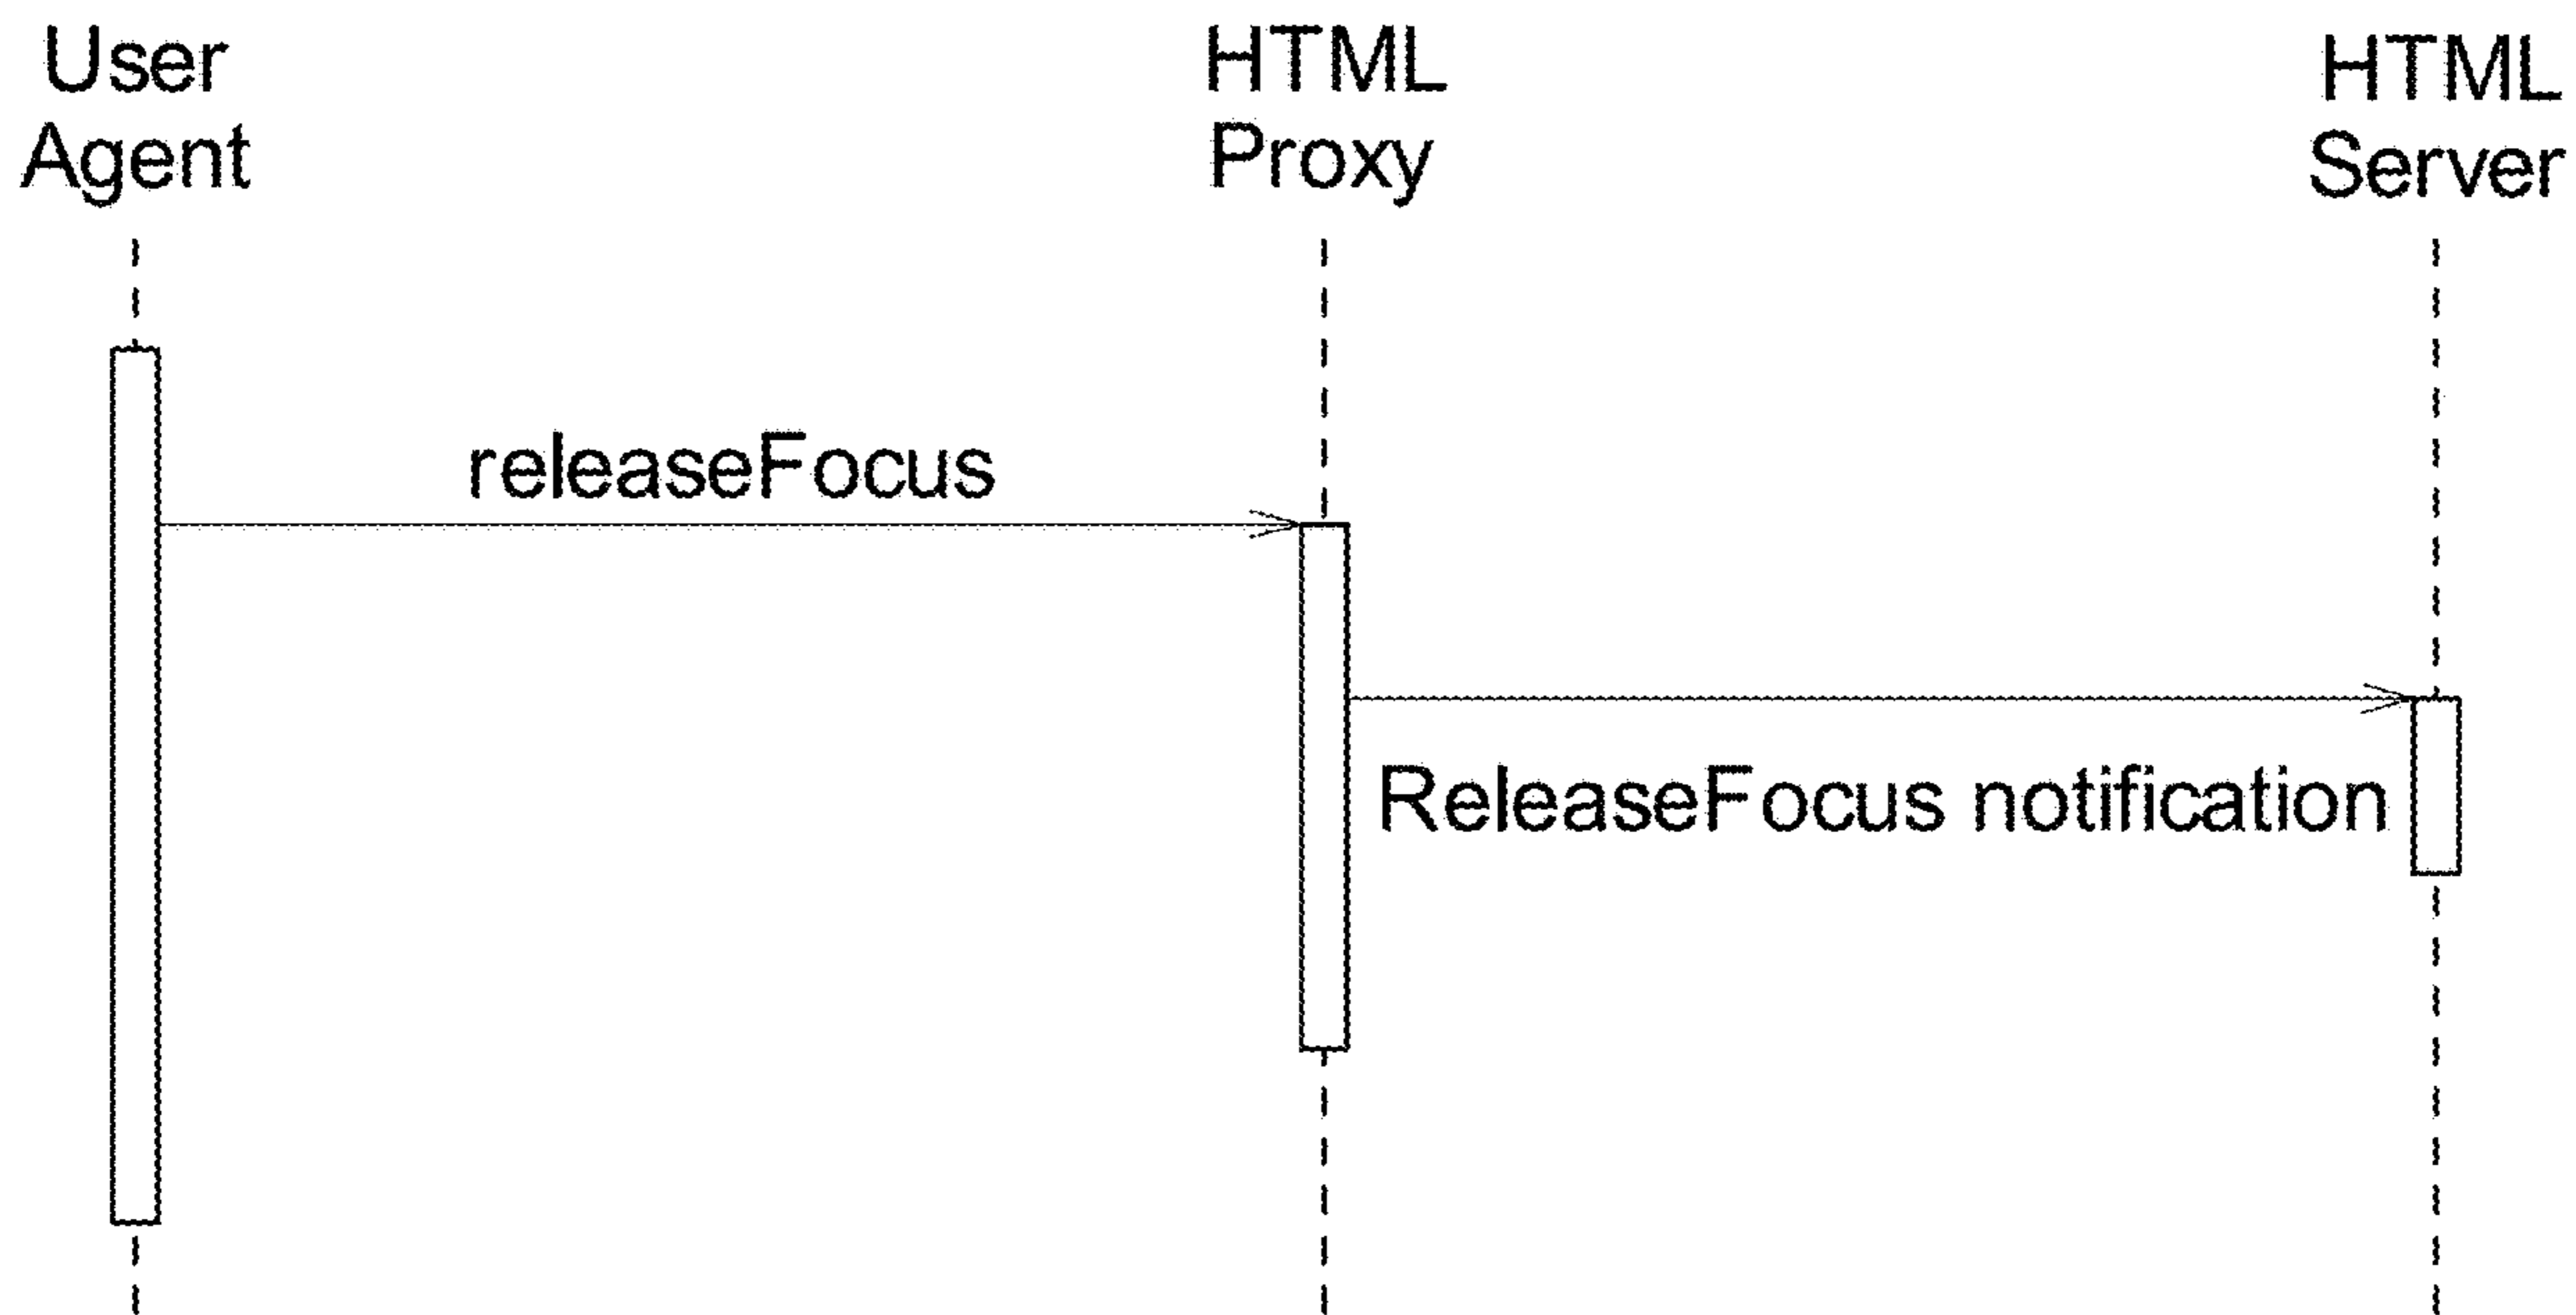 User
Agent
HTML
Proxy
HTML
Server
releaseFocus
ReleaseFocus notification